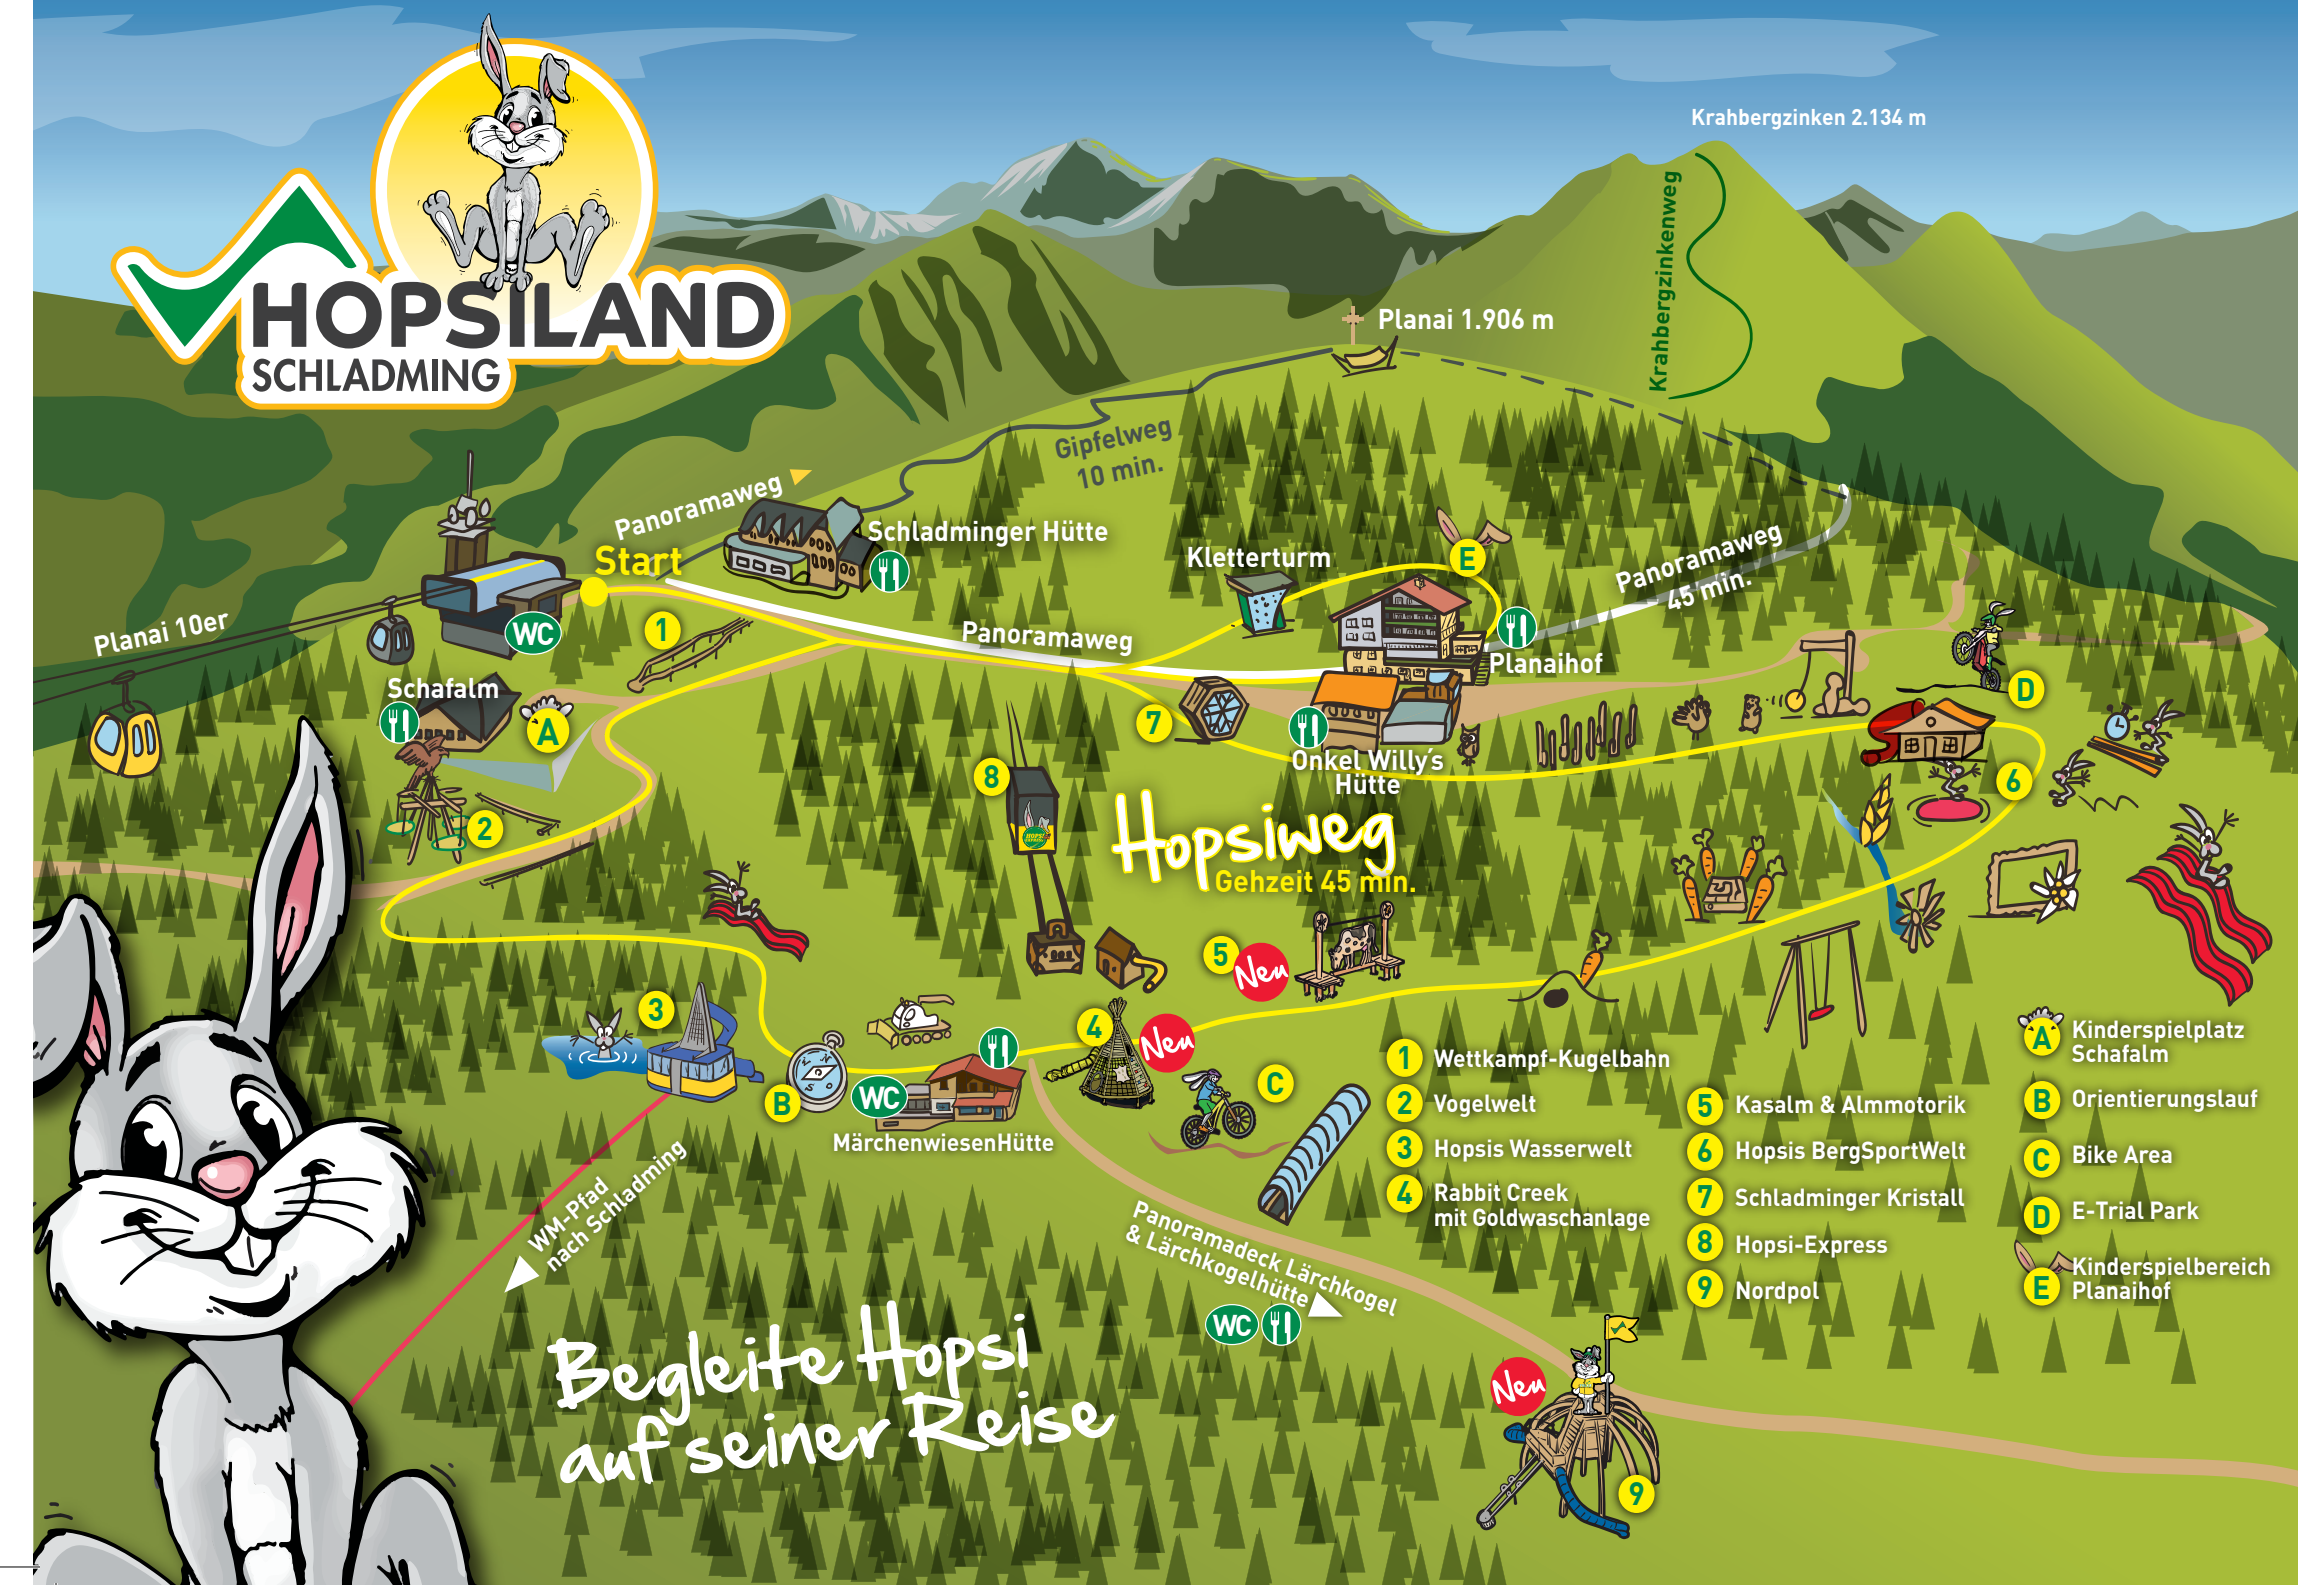 HOPSILAND
SCHLADMING
Krahbergzinken 2.134 m
Krahbergzinkenweg
Planai 1.906 m
Gipfelweg
10 min.
Panoramaweg
Schladminger Hütte
Start
Kletterturm
E
Panoramaweg
45 min.
Planai 10er
WC
1
Panoramaweg
Planaihof
Schafalm
A
D
7
Onkel Willy's
Hütte
8
6
2
Hopsiweg
Gehzeit 45 min.
5
Neu
3
4
Neu
B
WC
C
MärchenwiesenHütte
WM-Pfad
nach Schladming
Panoramadeck Lärchkogel
& Lärchkogelhütte
WC
Begleite Hopsi
auf seiner Reise
Neu
9
1 Wettkampf-Kugelbahn
2 Vogelwelt
3 Hopsis Wasserwelt
4 Rabbit Creek
mit Goldwaschanlage
5 Kasalm & Almmotorik
6 Hopsis BergSportWelt
7 Schladminger Kristall
8 Hopsi-Express
9 Nordpol
A Kinderspielplatz
Schafalm
B Orientierungslauf
C Bike Area
D E-Trial Park
E Kinderspielbereich
Planaihof